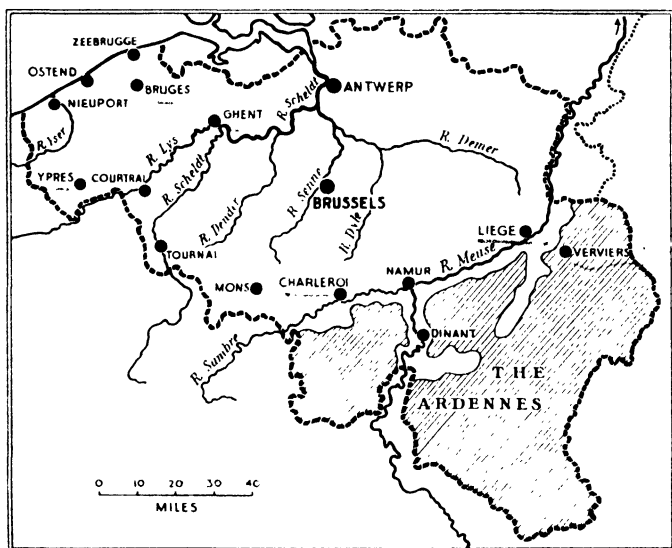 ZEEBRUGGE
OSTEND
BRUGES
NIEUPORT
ANTWERP
R. Scheldt
GHENT
R. Iser
R. Lys
R. Demer
YPRES
COURTRAI
R. Scheldt
R. Dender
R. Senne
BRUSSELS
R. Dyle
LIEGE
TOURNAI
R. Meuse
VERVIERS
MONS
CHARLEROI
NAMUR
R. Sambre
DINANT
THE
ARDENNES
0 10 20 30 40
MILES